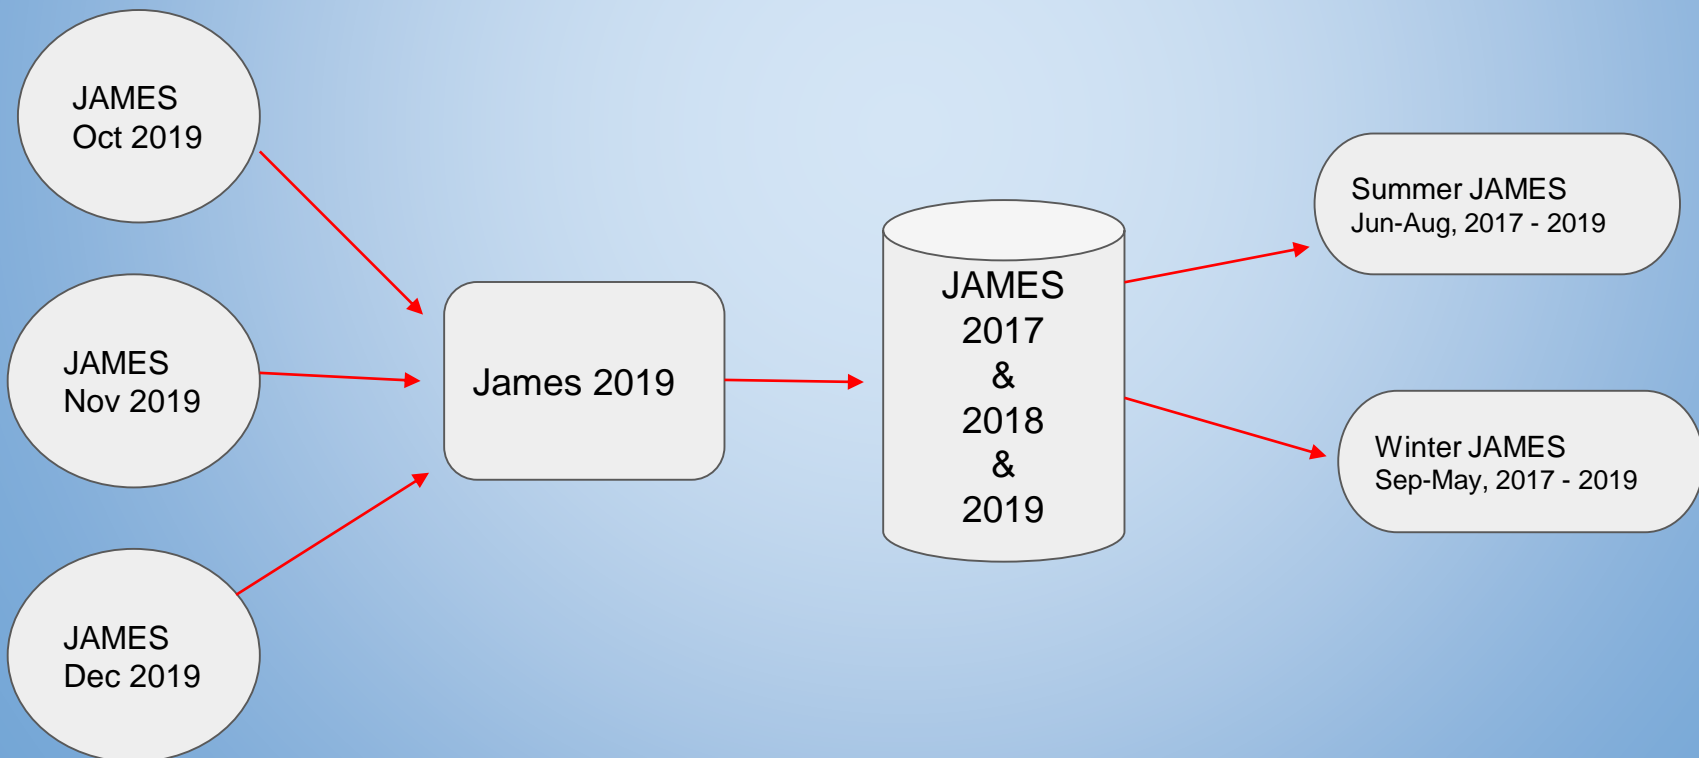 JAMES
Oct 2019
JAMES
Nov 2019
JAMES
Dec 2019
James 2019
JAMES
2017
&
2018
&
2019
Summer JAMES
Jun-Aug, 2017 - 2019
Winter JAMES
Sep-May, 2017 - 2019